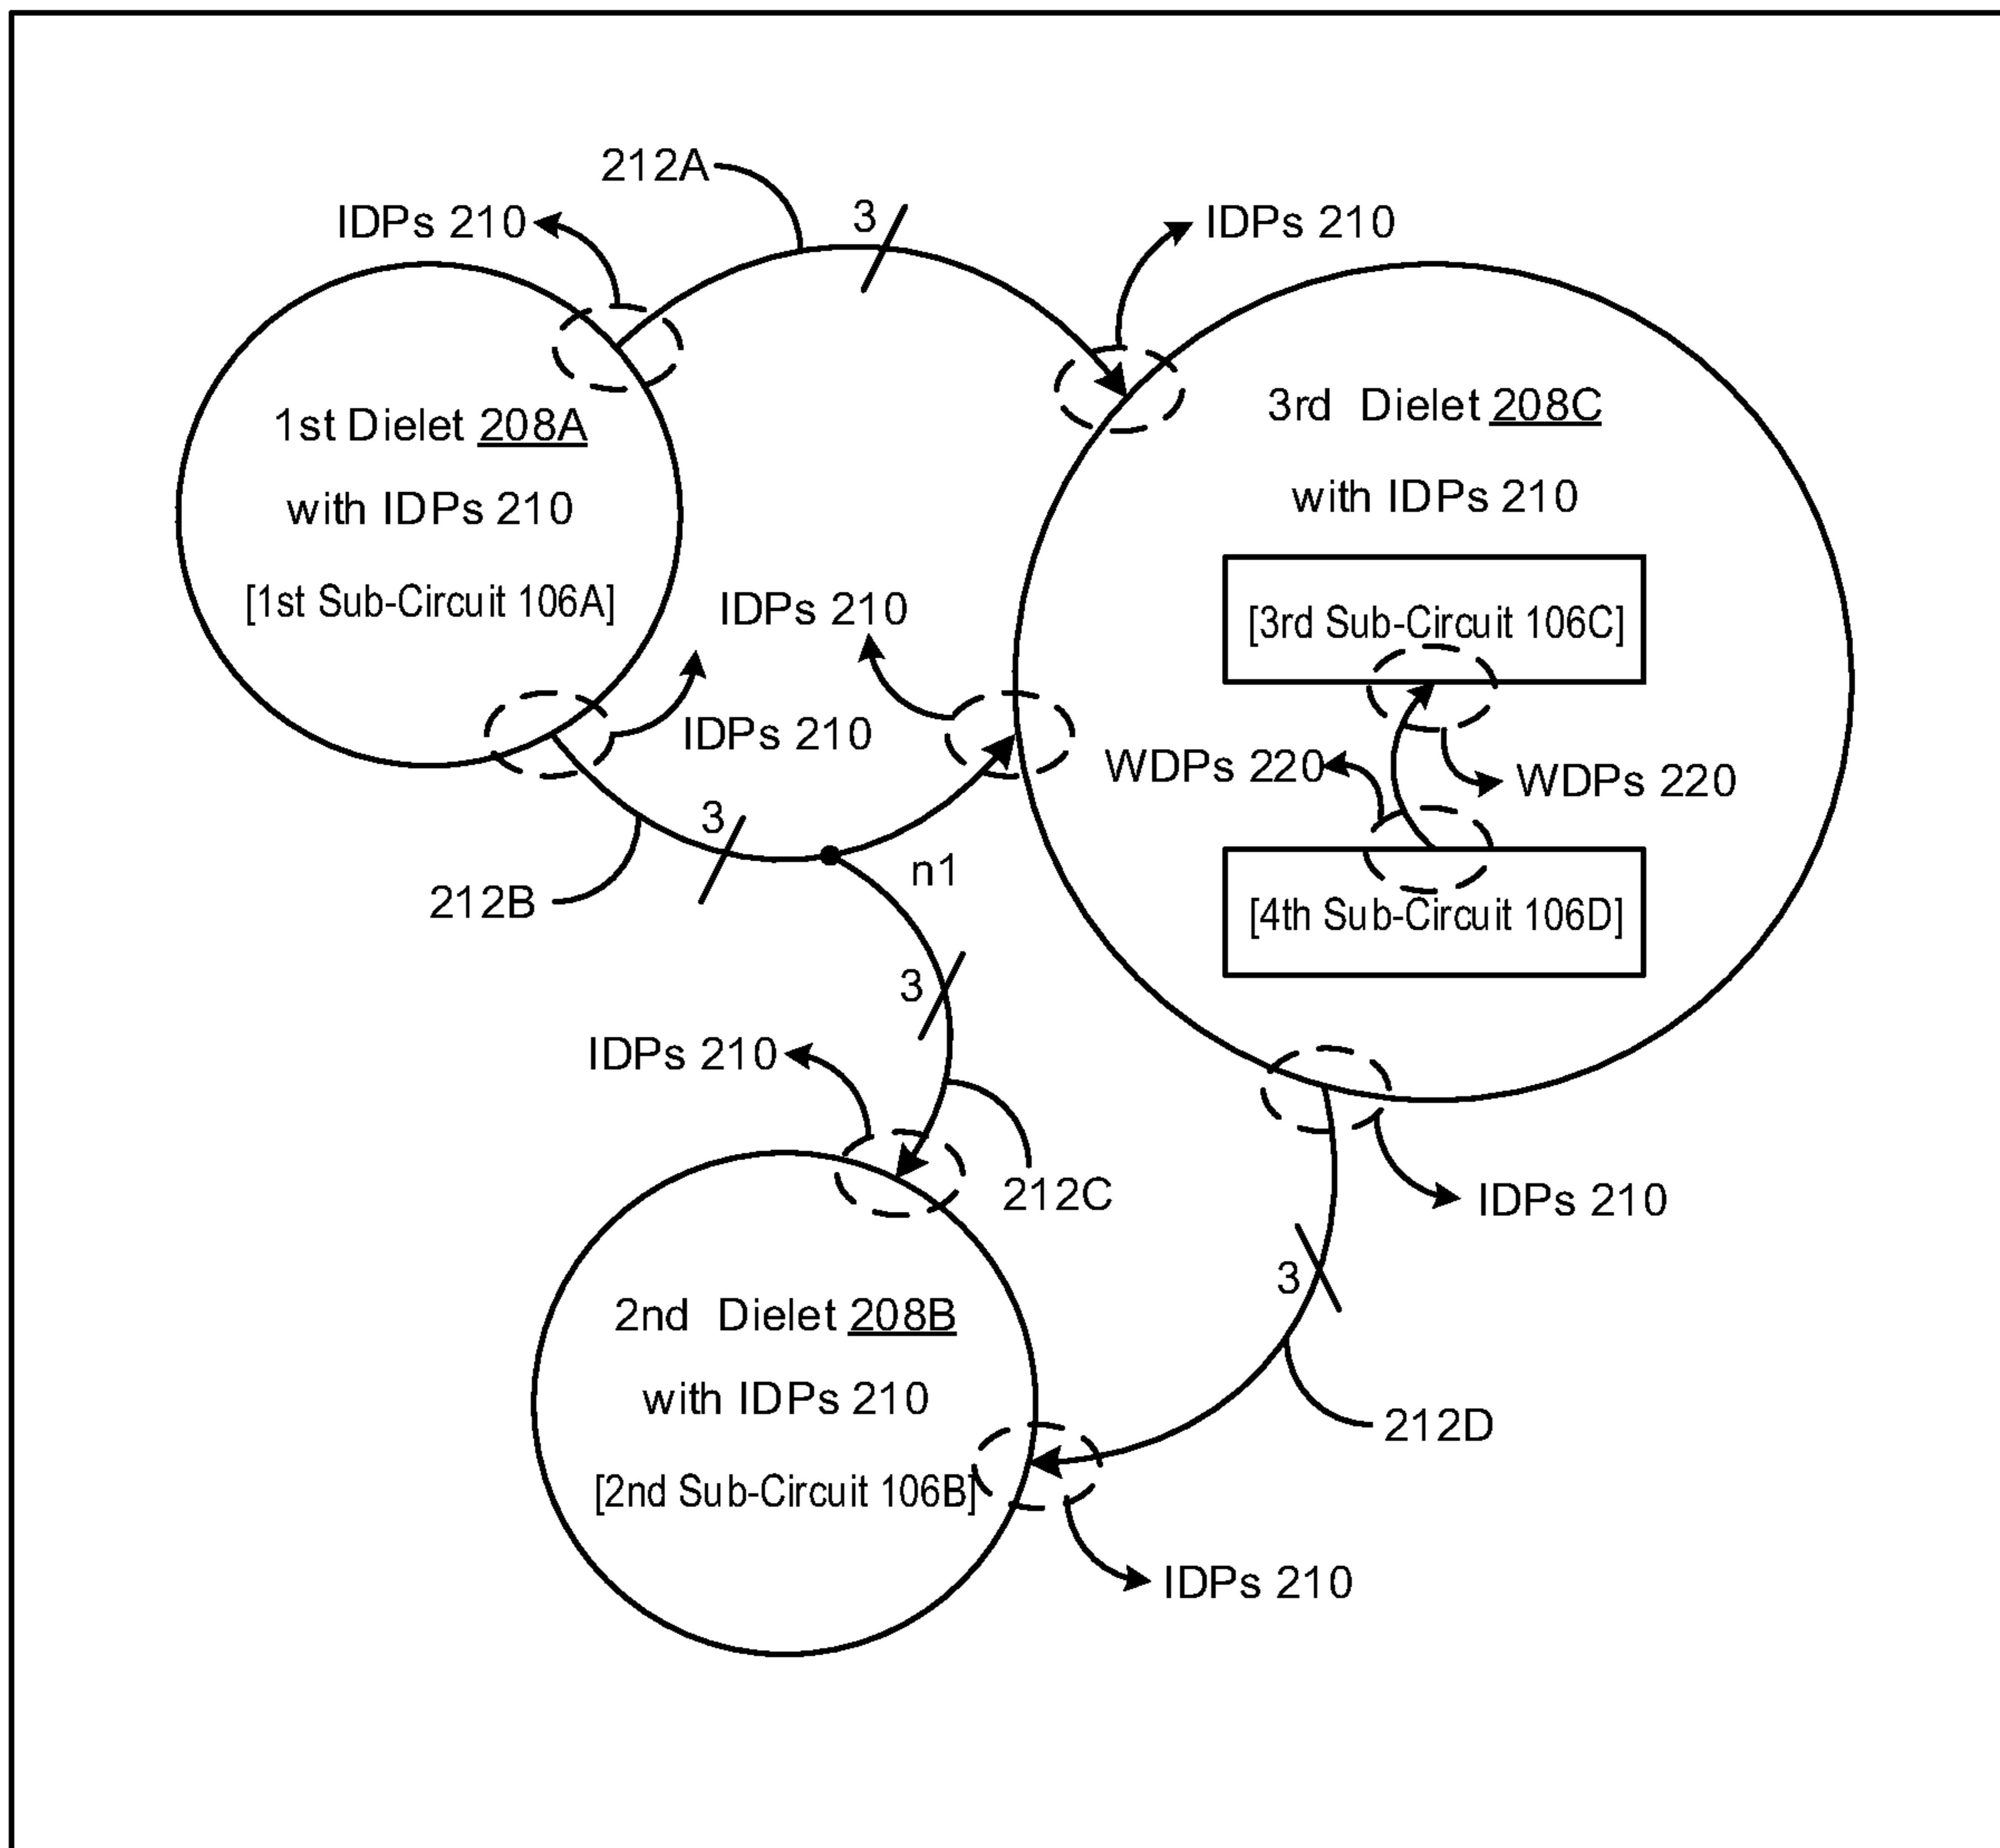 212A
3
IDPs 210
IDPs 210
1st Dielet 208A
with IDPs 210
[1st Sub-Circuit 106A]
3rd Dielet 208C
with IDPs 210
[3rd Sub-Circuit 106C]
IDPs 210
IDPs 210
WDPs 220
WDPs 220
3
n1
212B
[4th Sub-Circuit 106D]
3
IDPs 210
212C
IDPs 210
3
2nd Dielet 208B
with IDPs 210
[2nd Sub-Circuit 106B]
212D
IDPs 210